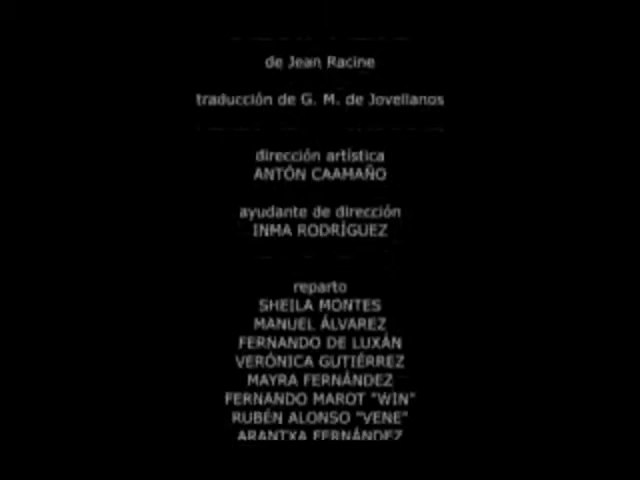 de Jean Racine
traducción de G. M. de Jovellanos
dirección artística
ANTÓN CAAMAÑO
ayudante de dirección
INMA RODRÍGUEZ
reparto
SHEILA MONTES
MANUEL ÁLVAREZ
FERNANDO DE LUXÁN
VERÓNICA GUTIÉRREZ
MAYRA FERNÁNDEZ
FERNANDO MAROT "WIN"
RUBÉN ALONSO "VENE"
ARANTXA FERNÁNDEZ